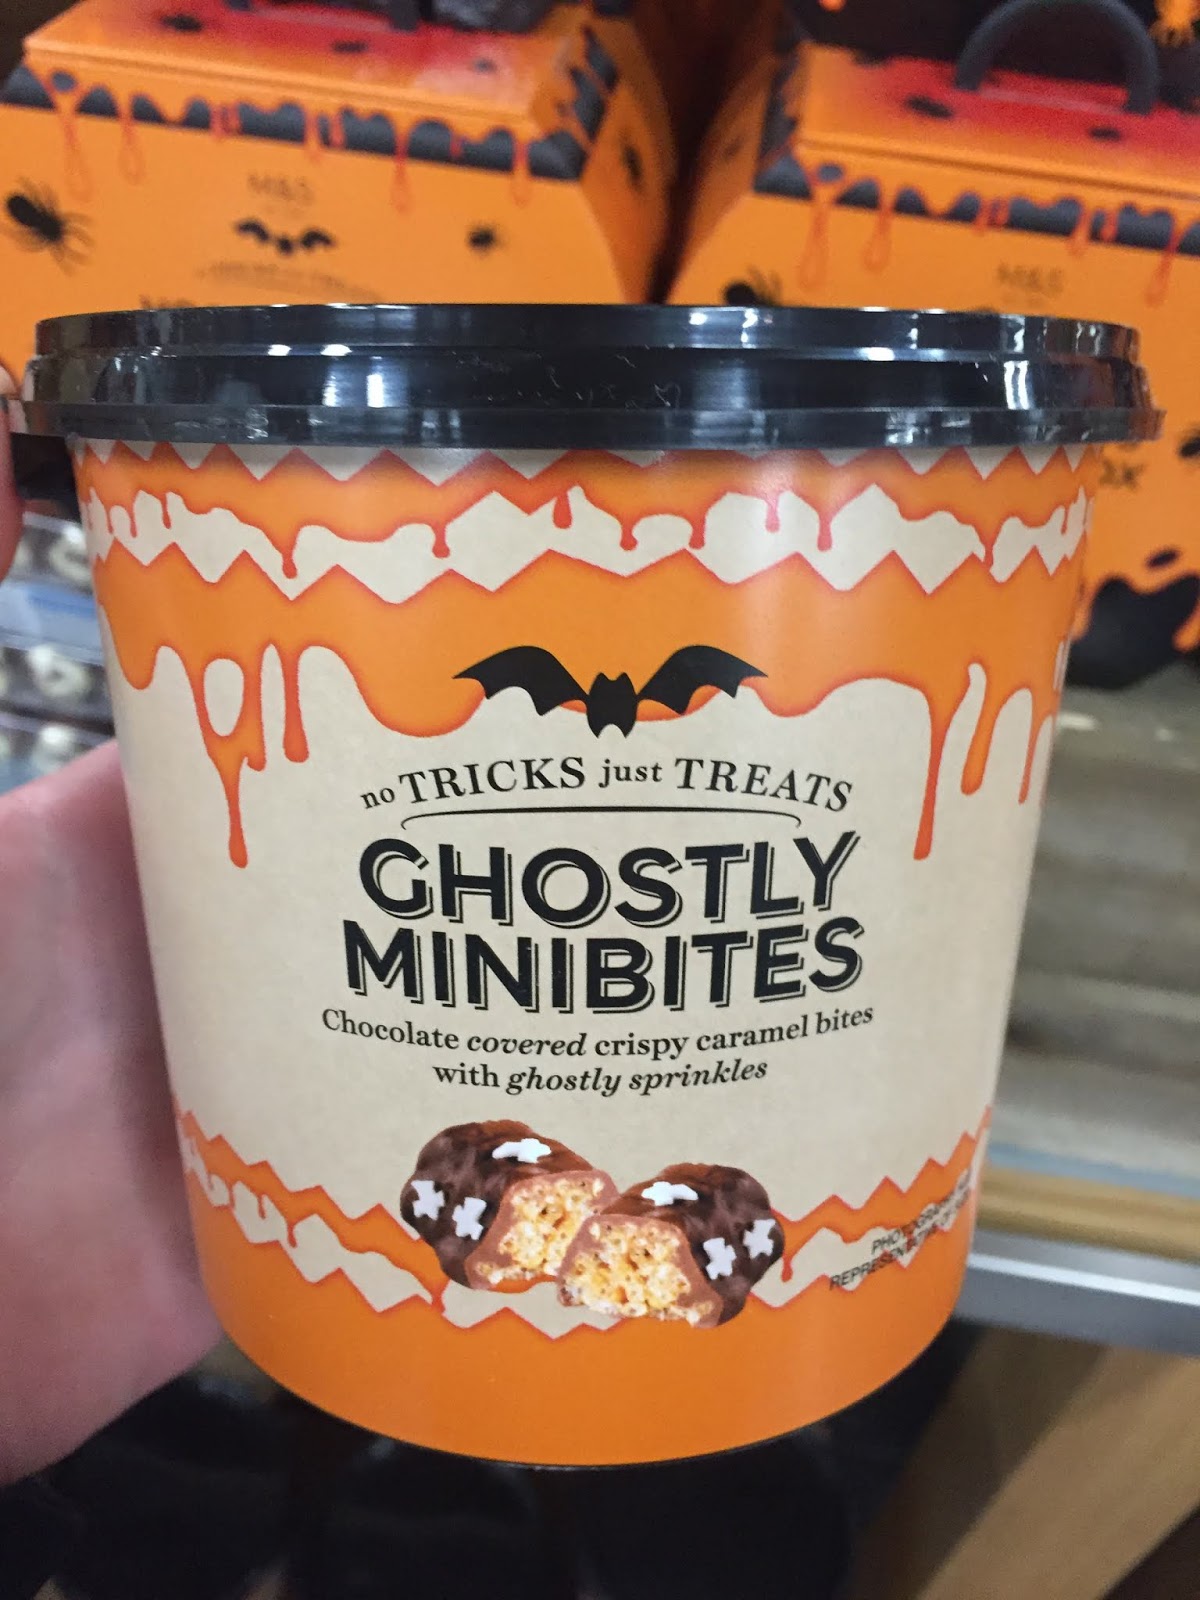 M&S
M&S
no TRICKS just TREATS
GHOSTLY
MINIBITES
Chocolate covered crispy caramel bites
with ghostly sprinkles